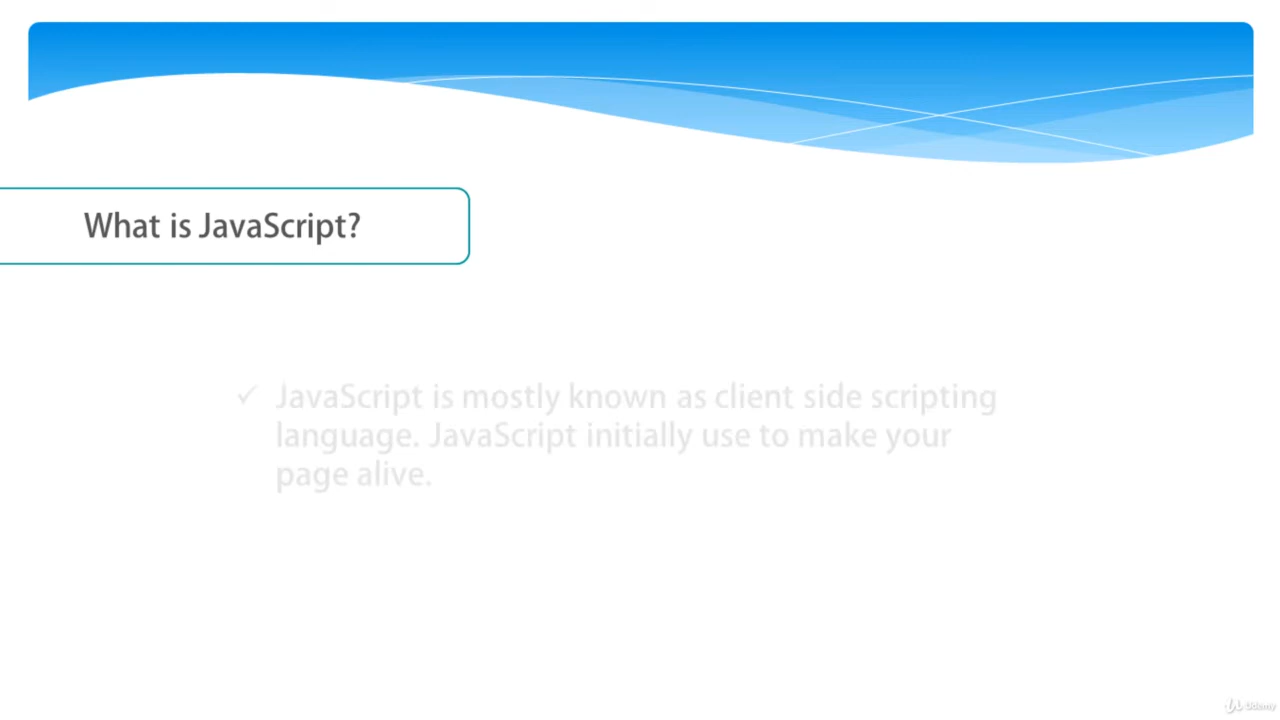 What is JavaScript?
✓ JavaScript is mostly known as client side scripting
language. JavaScript initially use to make your
page alive.
Udemy